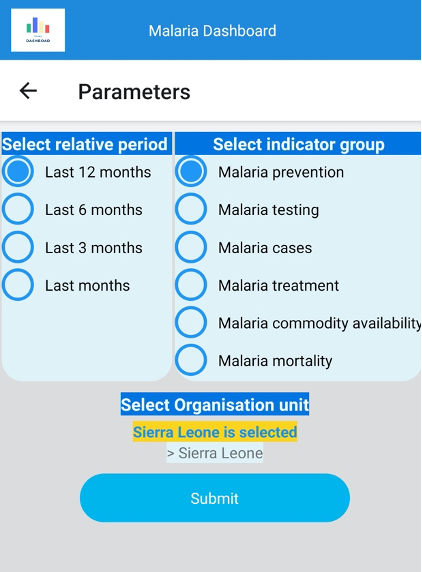 DASHBOAD
Malaria Dashboard
Parameters
Select relative period
Last 12 months
Last 6 months
Last 3 months
Last months
Select indicator group
Malaria prevention
Malaria testing
Malaria cases
Malaria treatment
Malaria commodity availability
Malaria mortality
Select Organisation unit
Sierra Leone is selected
> Sierra Leone
Submit